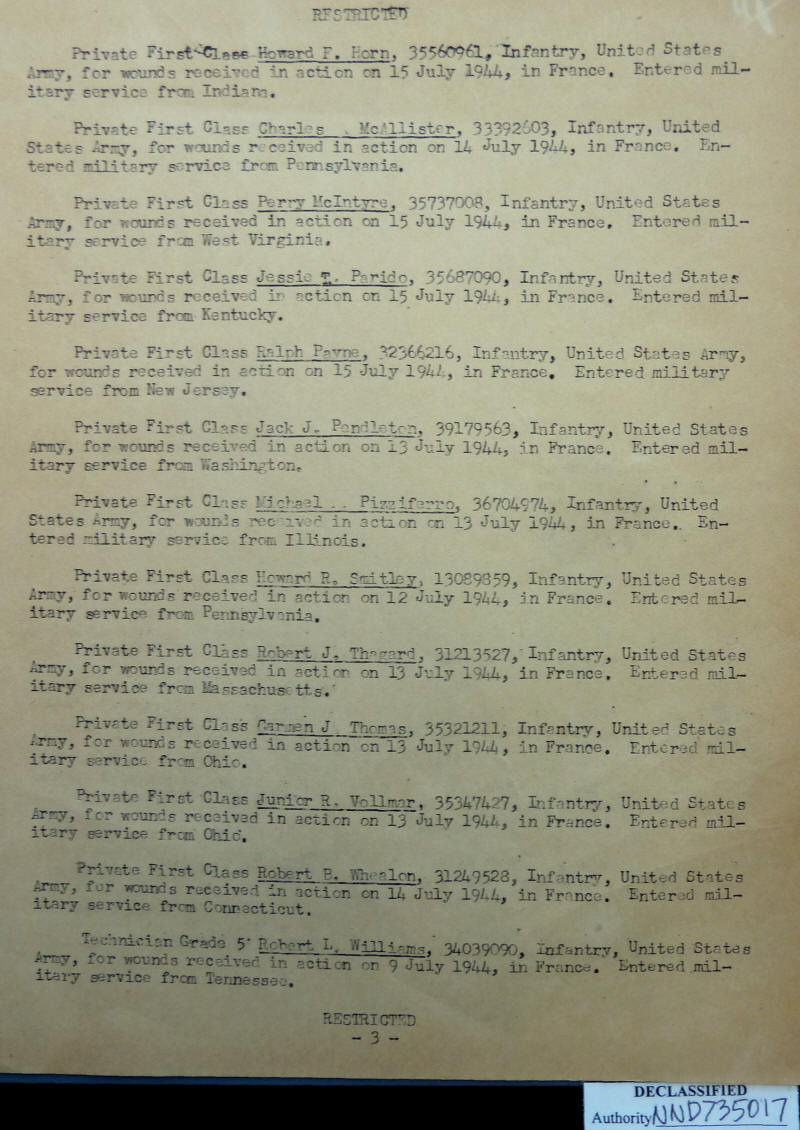 RESTRICTED
Private First Class Howard F. Horn, 35560961, Infantry, United States
Army, for wounds received in action on 15 July 1944, in France. Entered mil-
itary service from Indiana.
Private First Class Charles . McAllister, 33392603, Infantry, United
States Army, for wounds received in action on 14 July 1944, in France. En-
tered military service from Pennsylvania.
Private First Class Perry McIntyre, 35737008, Infantry, United States
Army, for wounds received in action on 15 July 1944, in France. Entered mil-
itary service from West Virginia.
Private First Class Jessie T. Parido, 35687090, Infantry, United States
Army, for wounds received in action on 15 July 1944, in France. Entered mil-
itary service from Kentucky.
Private First Class Ralph Payne, 32366216, Infantry, United States Army,
for wounds received in action on 15 July 1944, in France. Entered military
service from New Jersey.
Private First Class Jack J. Pendleton, 39179563, Infantry, United States
Army, for wounds received in action on 13 July 1944, in France. Entered mil-
itary service from Washington.
Private First Class Michael . Pizziferro, 36704974, Infantry, United
States Army, for wounds received in action on 13 July 1944, in France. En-
tered military service from Illinois.
Private First Class Howard R. Smitley, 13089859, Infantry, United States
Army, for wounds received in action on 12 July 1944, in France. Entered mil-
itary service from Pennsylvania.
Private First Class Robert J. Thagard, 31213527, Infantry, United States
Army, for wounds received in action on 13 July 1944, in France. Entered mil-
itary service from Massachusetts.
Private First Class Carmen J. Thomas, 35321211, Infantry, United States
Army, for wounds received in action on 13 July 1944, in France. Entered mil-
itary service from Ohio.
Private First Class Junior R. Vollmar, 35347427, Infantry, United States
Army, for wounds received in action on 13 July 1944, in France. Entered mil-
itary service from Ohio.
Private First Class Robert B. Whealon, 31249528, Infantry, United States
Army, for wounds received in action on 14 July 1944, in France. Entered mil-
itary service from Connecticut.
Technician Grade 5 Robert L. Williams, 34039090, Infantry, United States
Army, for wounds received in action on 9 July 1944, in France. Entered mil-
itary service from Tennessee.
RESTRICTED
- 3 -
DECLASSIFIED
Authority NND735017